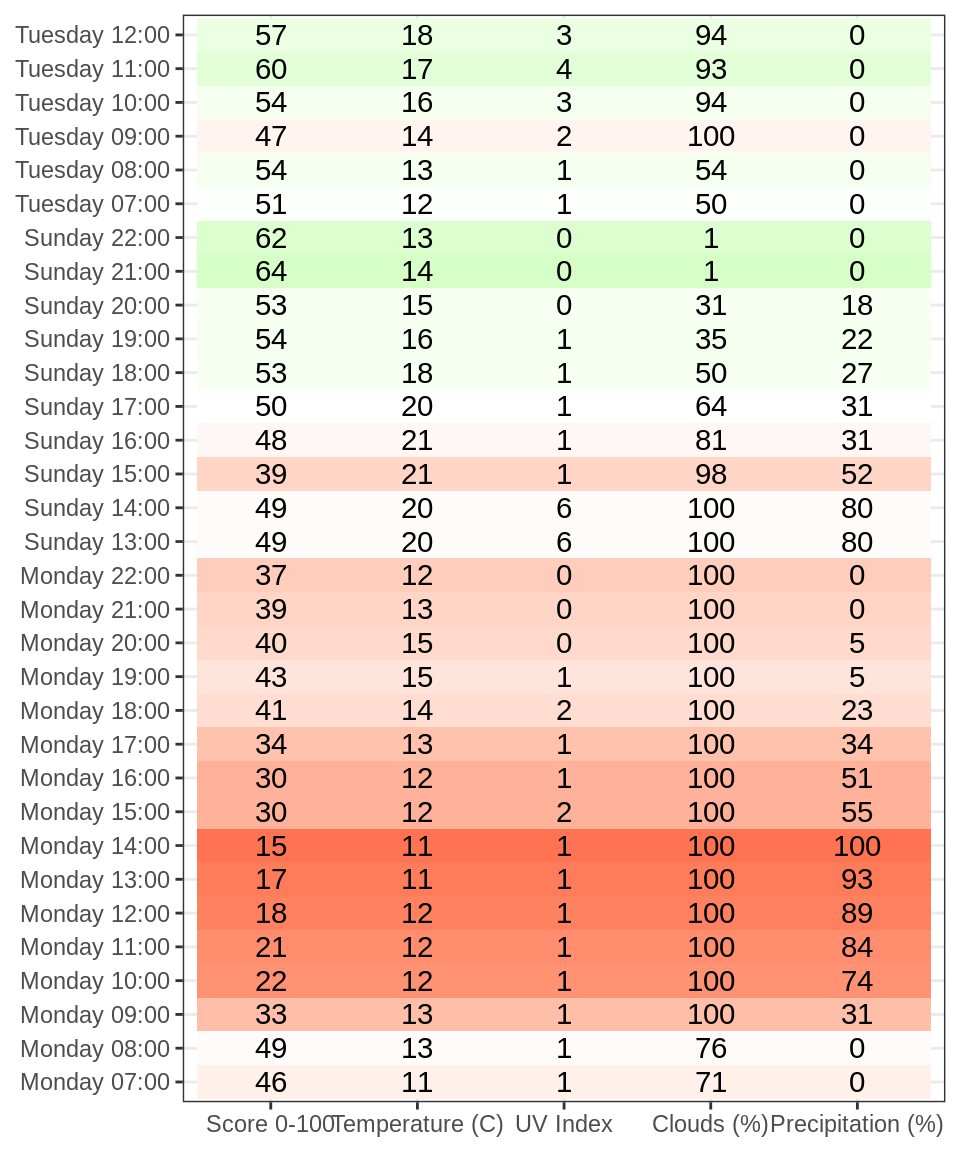 Tuesday 12:00 57 18 3 94 0
Tuesday 11:00 60 17 4 93 0
Tuesday 10:00 54 16 3 94 0
Tuesday 09:00 47 14 2 100 0
Tuesday 08:00 54 13 1 54 0
Tuesday 07:00 51 12 1 50 0
Sunday 22:00 62 13 0 1 0
Sunday 21:00 64 14 0 1 0
Sunday 20:00 53 15 0 31 18
Sunday 19:00 54 16 1 35 22
Sunday 18:00 53 18 1 50 27
Sunday 17:00 50 20 1 64 31
Sunday 16:00 48 21 1 81 31
Sunday 15:00 39 21 1 98 52
Sunday 14:00 49 20 6 100 80
Sunday 13:00 49 20 6 100 80
Monday 22:00 37 12 0 100 0
Monday 21:00 39 13 0 100 0
Monday 20:00 40 15 0 100 5
Monday 19:00 43 15 1 100 5
Monday 18:00 41 14 2 100 23
Monday 17:00 34 13 1 100 34
Monday 16:00 30 12 1 100 51
Monday 15:00 30 12 2 100 55
Monday 14:00 15 11 1 100 100
Monday 13:00 17 11 1 100 93
Monday 12:00 18 12 1 100 89
Monday 11:00 21 12 1 100 84
Monday 10:00 22 12 1 100 74
Monday 09:00 33 13 1 100 31
Monday 08:00 49 13 1 76 0
Monday 07:00 46 11 1 71 0
Score 0-100 Temperature (C) UV Index Clouds (%) Precipitation (%)